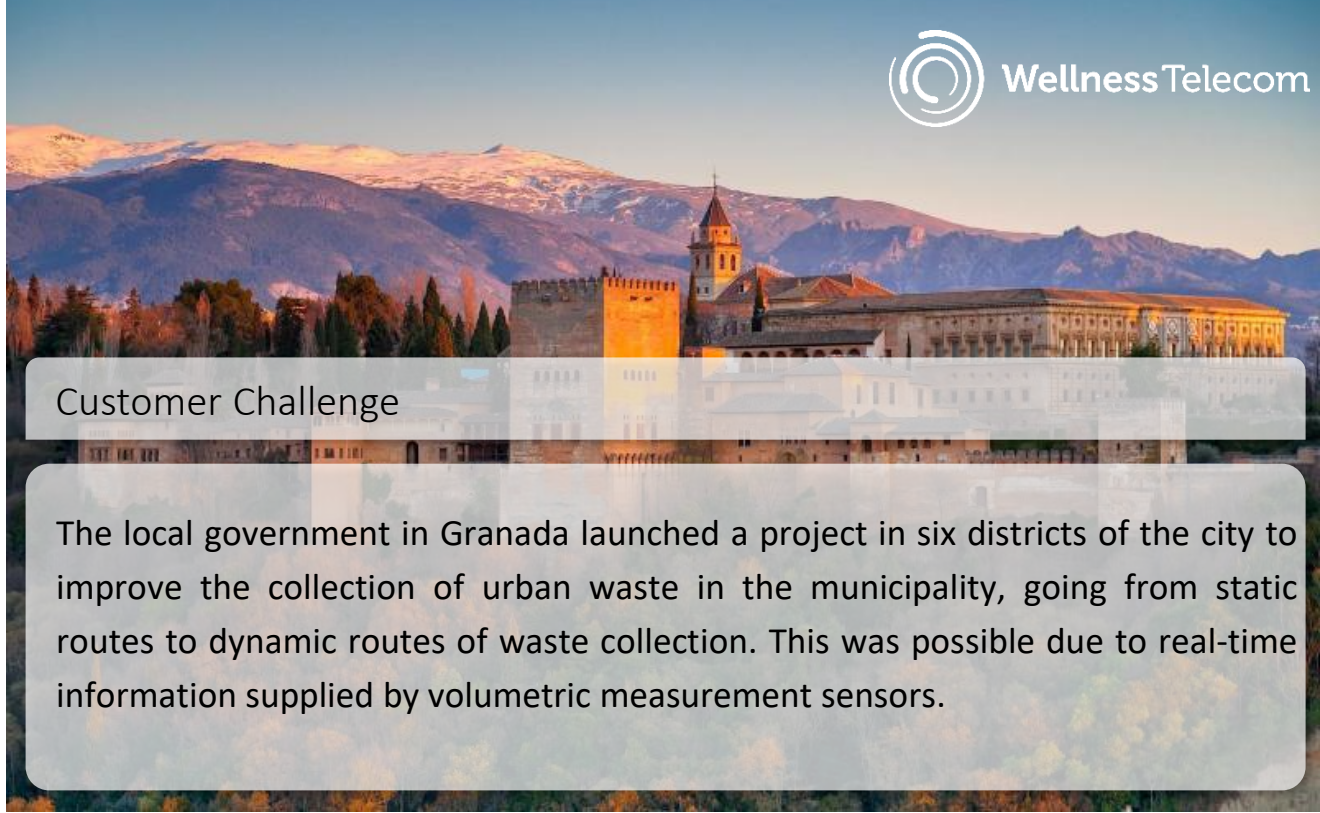 Wellness Telecom
Customer Challenge
The local government in Granada launched a project in six districts of the city to
improve the collection of urban waste in the municipality, going from static
routes to dynamic routes of waste collection. This was possible due to real-time
information supplied by volumetric measurement sensors.